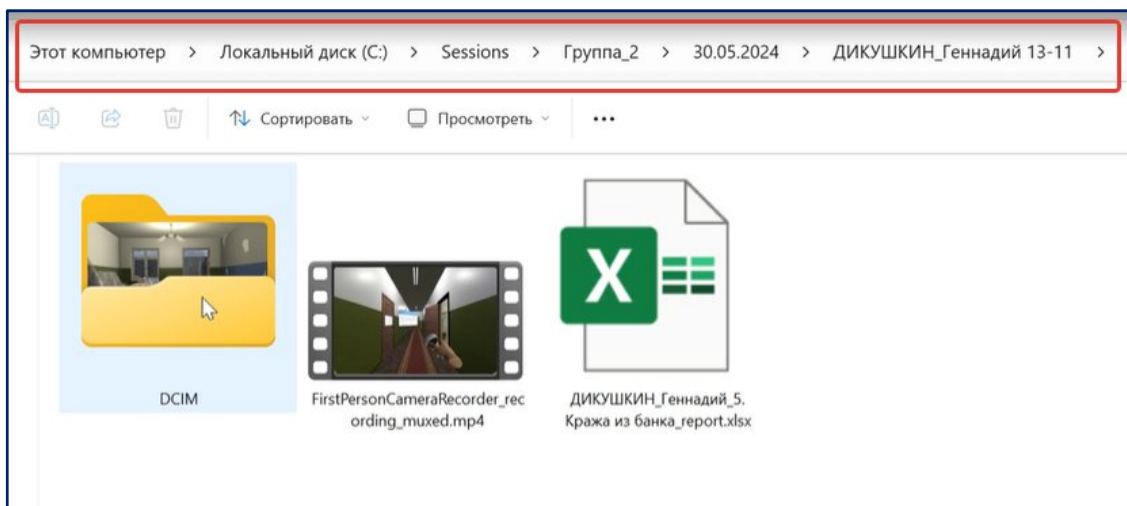 Этот компьютер > Локальный диск (C:) > Sessions > Группа_2 > 30.05.2024 > ДИКУШКИН_Геннадий 13-11 >
Сортировать Просмотреть ...
DCIM
FirstPersonCameraRecorder_rec
ording_muxed.mp4
ДИКУШКИН_Геннадий_5.
Кража из банка_report.xlsx